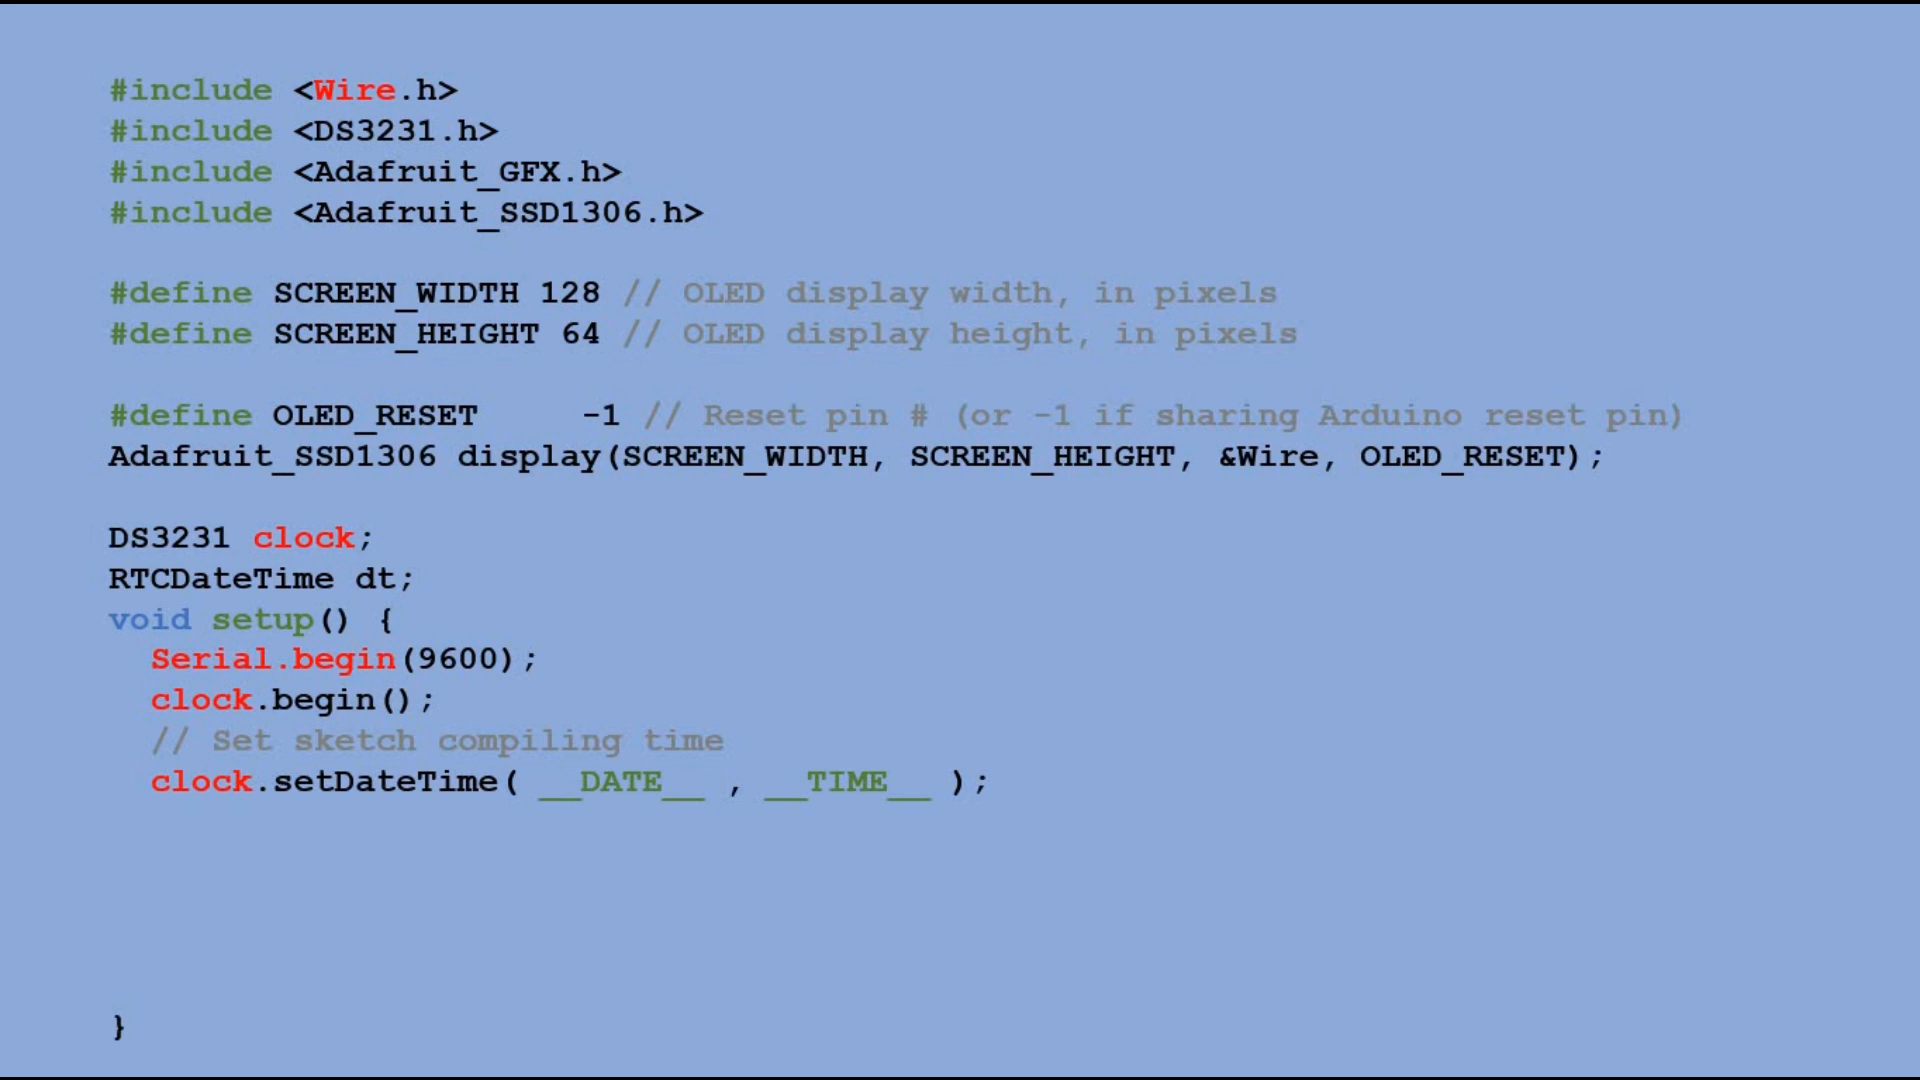 #include <Wire.h>
#include <DS3231.h>
#include <Adafruit_GFX.h>
#include <Adafruit_SSD1306.h>
#define SCREEN_WIDTH 128 // OLED display width, in pixels
#define SCREEN_HEIGHT 64 // OLED display height, in pixels
#define OLED_RESET     -1 // Reset pin # (or -1 if sharing Arduino reset pin)
Adafruit_SSD1306 display(SCREEN_WIDTH, SCREEN_HEIGHT, &Wire, OLED_RESET);
DS3231 clock;
RTCDateTime dt;
void setup() {
  Serial.begin(9600);
  clock.begin();
  // Set sketch compiling time
  clock.setDateTime( __DATE__ , __TIME__ );
}